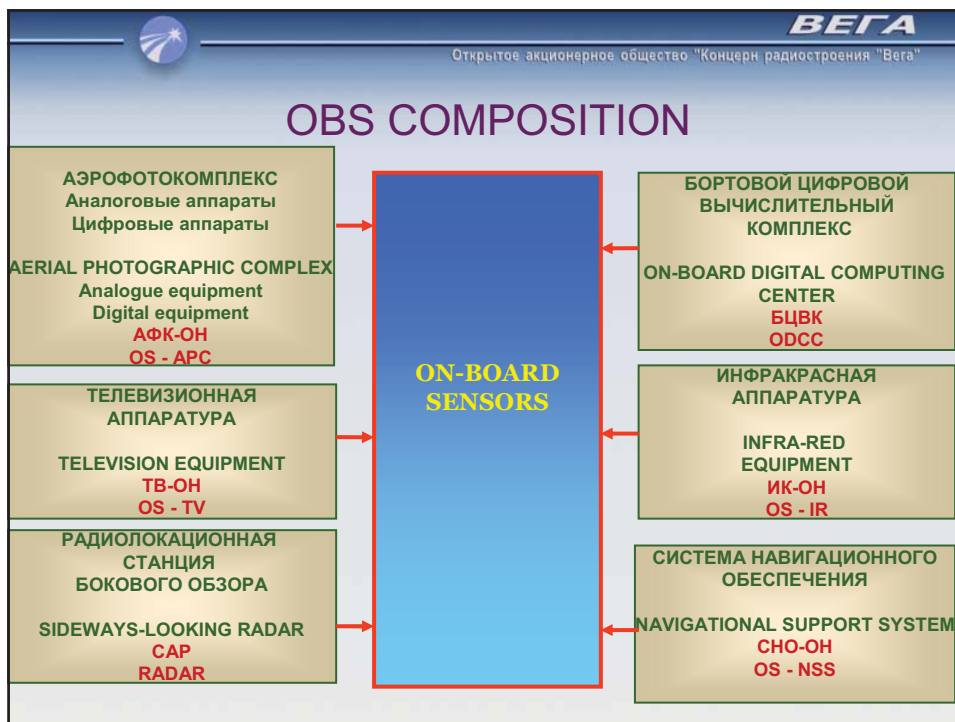 ВЕГА
Открытое акционерное общество "Концерн радиостроения "Вега"
OBS COMPOSITION
АЭРОФОТОКОМПЛЕКС
Аналоговые аппараты
Цифровые аппараты
AERIAL PHOTOGRAPHIC COMPLEX
Analogue equipment
Digital equipment
АФК-ОН
OS - APC
ТЕЛЕВИЗИОННАЯ
АППАРАТУРА
TELEVISION EQUIPMENT
ТВ-ОН
OS - TV
РАДИОЛОКАЦИОННАЯ
СТАНЦИЯ
БОКОВОГО ОБЗОРА
SIDEWAYS-LOOKING RADAR
САР
RADAR
ON-BOARD
SENSORS
БОРТОВОЙ ЦИФРОВОЙ
ВЫЧИСЛИТЕЛЬНЫЙ
КОМПЛЕКС
ON-BOARD DIGITAL COMPUTING
CENTER
БЦВК
ODCC
ИНФРАКРАСНАЯ
АППАРАТУРА
INFRA-RED
EQUIPMENT
ИК-ОН
OS - IR
СИСТЕМА НАВИГАЦИОННОГО
ОБЕСПЕЧЕНИЯ
NAVIGATIONAL SUPPORT SYSTEM
СНО-ОН
OS - NSS